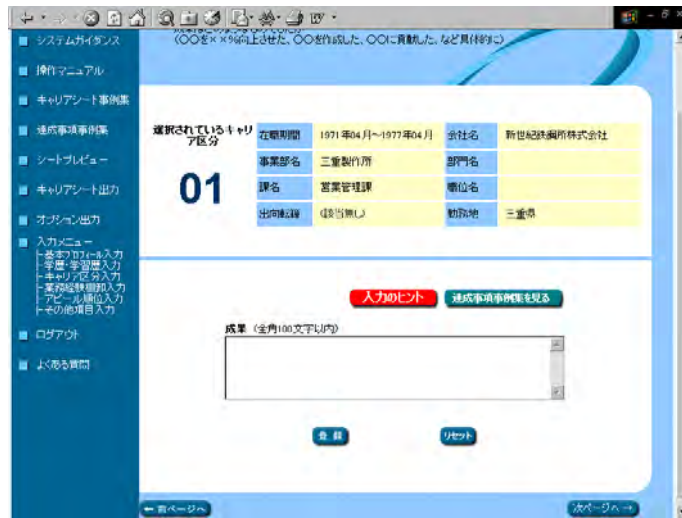 システムガイダンス
操作マニュアル
キャリアシート事例集
達成事項事例集
シートプレビュー
キャリアシート出力
オプション出力
入力メニュー
├基本プロフィール入力
├学歴・学習歴入力
├キャリア区分入力
├業務経験棚卸入力
├アピール順位入力
├その他項目入力
ログアウト
よくある質問
(〇〇を××%向上させた、〇〇を作成した、〇〇に貢献した、など具体的に)
選択されているキャリア区分
01
在職期間 1971年04月~1977年04月 会社名 新世紀鉄鋼所株式会社
事業部名 三重製作所 部門名
課名 営業管理課 職位名
出向転籍 (該当無し) 勤務地 三重県
入力のヒント 達成事項事例集を見る
成果 (全角100文字以内)
登録 リセット
←前ページへ 次ページへ→